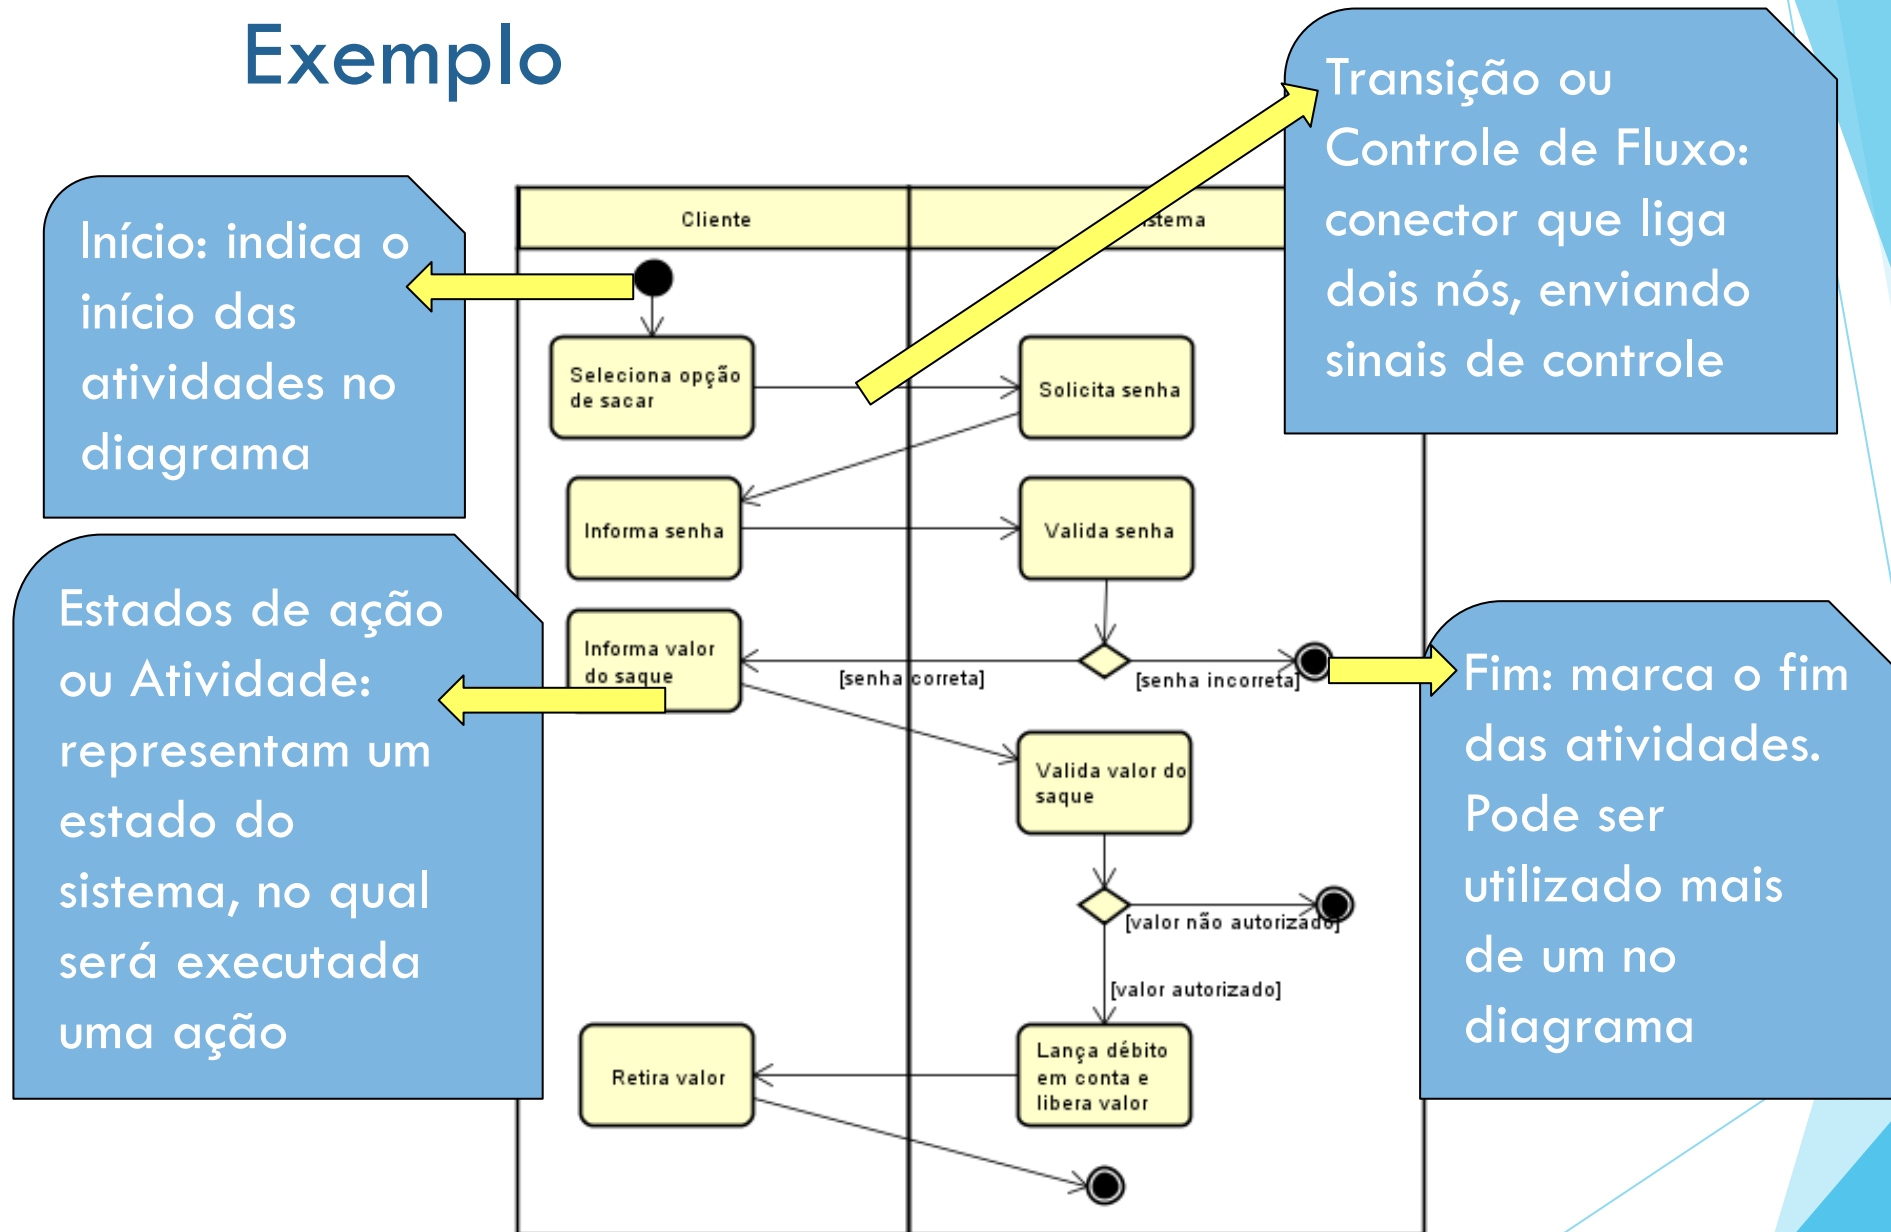 Exemplo
Transição ou
Controle de Fluxo:
conector que liga
dois nós, enviando
sinais de controle
Início: indica o
início das
atividades no
diagrama
Cliente
stema
Seleciona opção
de sacar
Solicita senha
Informa senha
Valida senha
Estados de ação
ou Atividade:
representam um
estado do
sistema, no qual
será executada
uma ação
Informa valor
do saque
[senha correta]
[senha incorreta]
Fim: marca o fim
das atividades.
Pode ser
utilizado mais
de um no
diagrama
Valida valor do
saque
[valor não autorizado]
[valor autorizado]
Retira valor
Lança débito
em conta e
libera valor